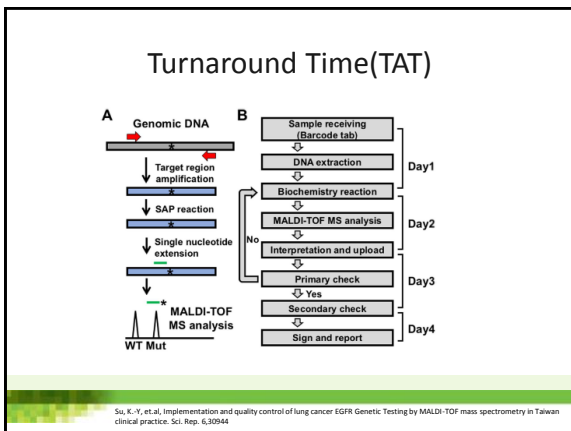 Turnaround Time(TAT)
A
Genomic DNA
*
Target region
amplification
*
SAP reaction
*
Single nucleotide
extension
*
*
MALDI-TOF
MS analysis
WT Mut
B
Sample receiving
(Barcode tab)
DNA extraction
Biochemistry reaction
MALDI-TOF MS analysis
No
Interpretation and upload
Primary check
Yes
Secondary check
Sign and report
Day1
Day2
Day3
Day4
Su, K.-Y, et.al, Implementation and quality control of lung cancer EGFR Genetic Testing by MALDI-TOF mass spectrometry in Taiwan
clinical practice. Sci. Rep. 6,30944